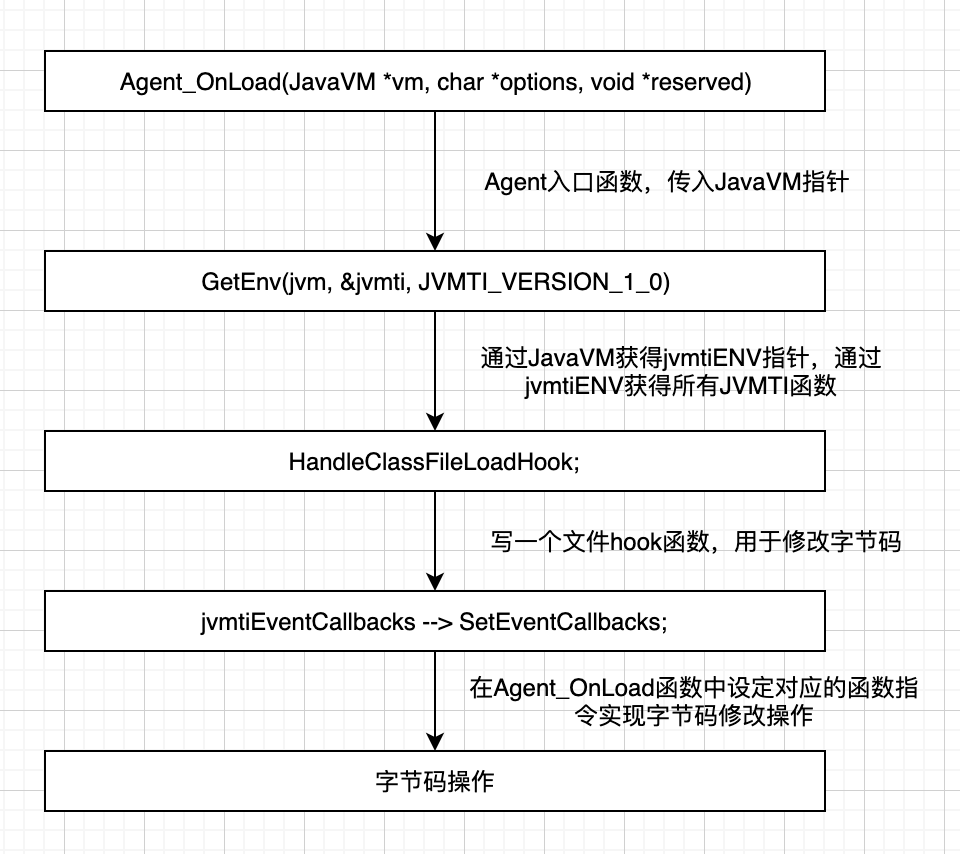 Agent_OnLoad(JavaVM *vm, char *options, void *reserved)
Agent入口函数，传入JavaVM指针
GetEnv(jvm, &jvmti, JVMTI_VERSION_1_0)
通过JavaVM获得jvmtiENV指针，通过
jvmtiENV获得所有JVMTI函数
HandleClassFileLoadHook;
写一个文件hook函数，用于修改字节码
jvmtiEventCallbacks --> SetEventCallbacks;
在Agent_OnLoad函数中设定对应的函数指
令实现字节码修改操作
字节码操作